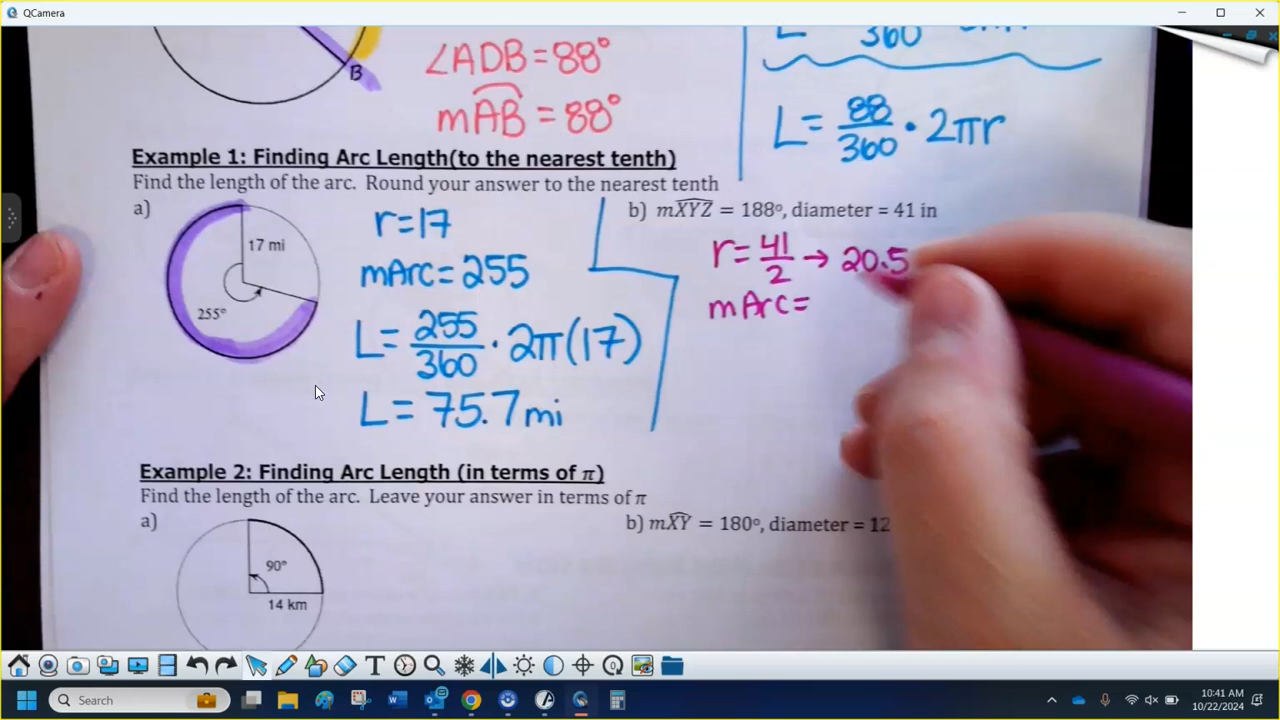 QCamera
B
∠ADB = 88°
mAB = 88°
360
L = 88/360 · 2πr
Example 1: Finding Arc Length(to the nearest tenth)
Find the length of the arc. Round your answer to the nearest tenth
a)
17 mi
255°
r=17
mArc = 255
L = 255/360 · 2π(17)
L = 75.7mi
b) mXYZ = 188°, diameter = 41 in
r = 41/2 → 20.5
mArc =
Example 2: Finding Arc Length (in terms of π)
Find the length of the arc. Leave your answer in terms of π
a)
90°
14 km
b) mXY = 180°, diameter = 12
Search
10:41 AM
10/22/2024